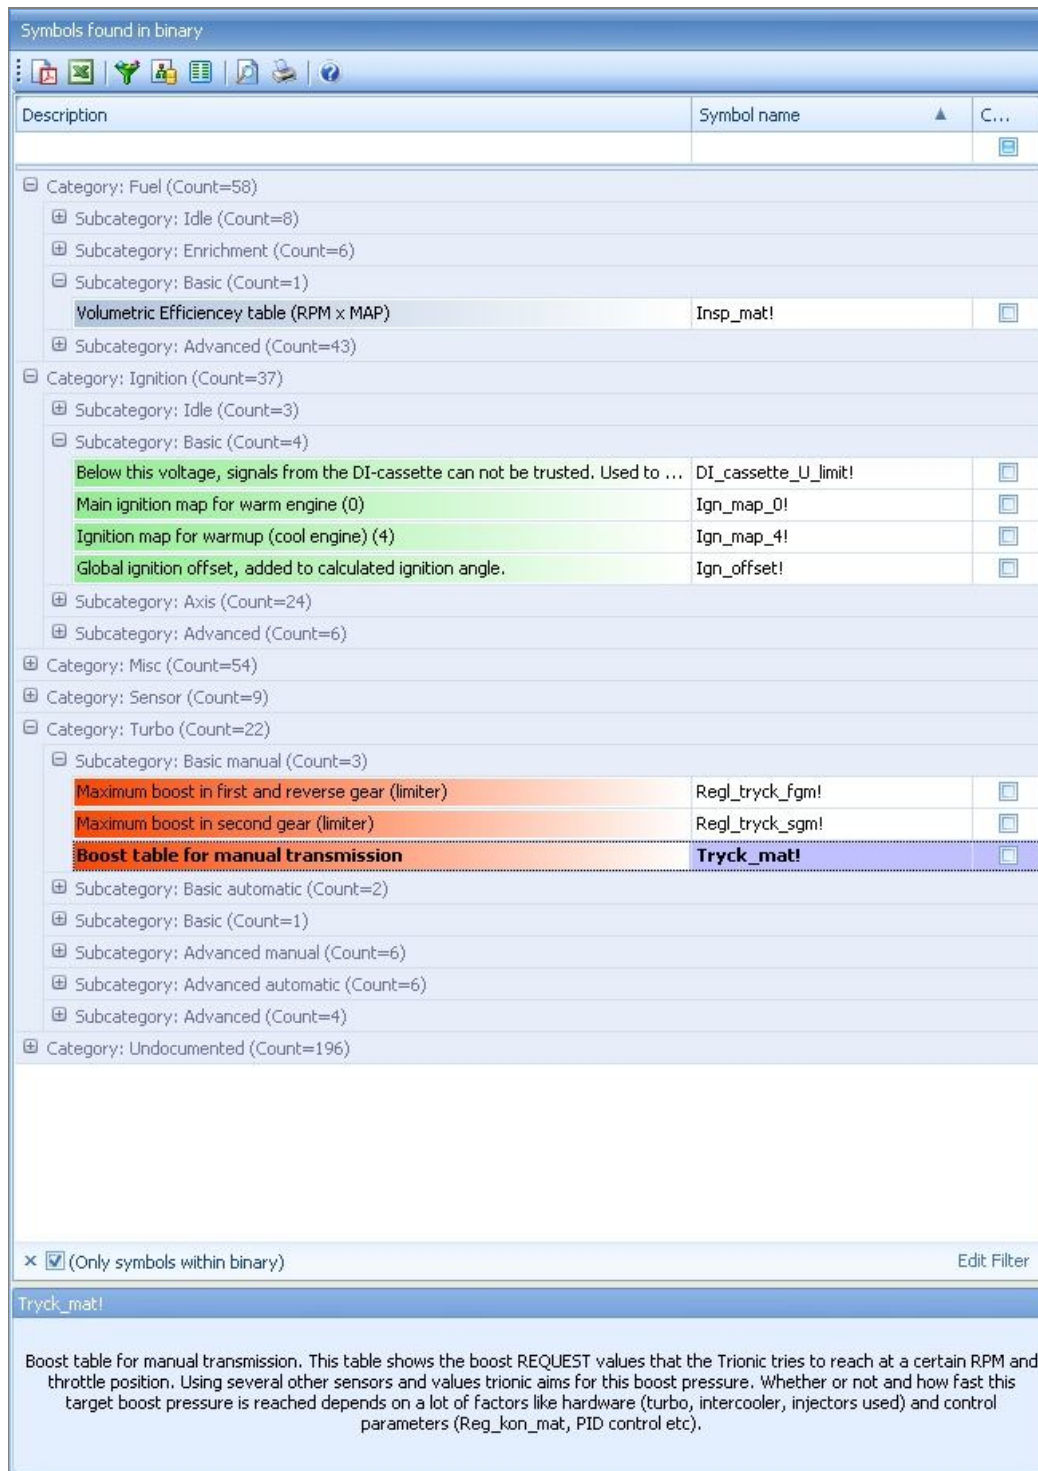 Symbols found in binary
Description Symbol name C...
Category: Fuel (Count=58)
Subcategory: Idle (Count=8)
Subcategory: Enrichment (Count=6)
Subcategory: Basic (Count=1)
Volumetric Efficiencey table (RPM x MAP) Insp_mat!
Subcategory: Advanced (Count=43)
Category: Ignition (Count=37)
Subcategory: Idle (Count=3)
Subcategory: Basic (Count=4)
Below this voltage, signals from the DI-cassette can not be trusted. Used to ... DI_cassette_U_limit!
Main ignition map for warm engine (0) Ign_map_0!
Ignition map for warmup (cool engine) (4) Ign_map_4!
Global ignition offset, added to calculated ignition angle. Ign_offset!
Subcategory: Axis (Count=24)
Subcategory: Advanced (Count=6)
Category: Misc (Count=54)
Category: Sensor (Count=9)
Category: Turbo (Count=22)
Subcategory: Basic manual (Count=3)
Maximum boost in first and reverse gear (limiter) Regl_tryck_fgm!
Maximum boost in second gear (limiter) Regl_tryck_sgm!
Boost table for manual transmission Tryck_mat!
Subcategory: Basic automatic (Count=2)
Subcategory: Basic (Count=1)
Subcategory: Advanced manual (Count=6)
Subcategory: Advanced automatic (Count=6)
Subcategory: Advanced (Count=4)
Category: Undocumented (Count=196)
(Only symbols within binary) Edit Filter
Tryck_mat!
Boost table for manual transmission. This table shows the boost REQUEST values that the Trionic tries to reach at a certain RPM and
throttle position. Using several other sensors and values trionic aims for this boost pressure. Whether or not and how fast this
target boost pressure is reached depends on a lot of factors like hardware (turbo, intercooler, injectors used) and control
parameters (Reg_kon_mat, PID control etc).